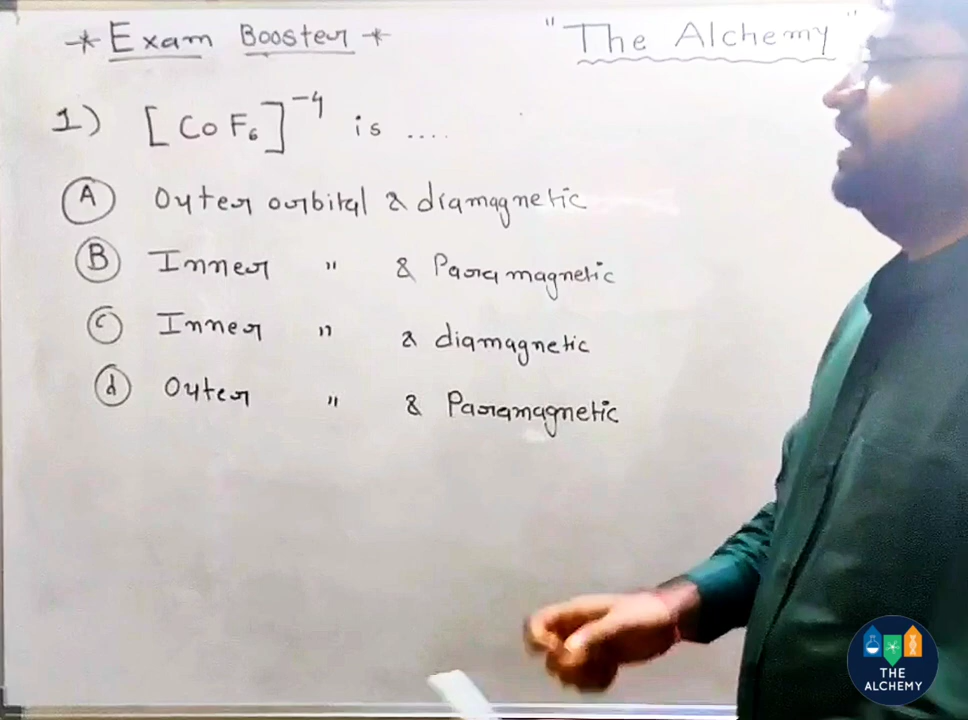 * Exam Booster *
"The Alchemy"
1) [CoF₆]⁻⁴ is ....
A Outer orbital & diamagnetic
B Inner " & Paramagnetic
C Inner " & diamagnetic
d Outer " & Paramagnetic
THE
ALCHEMY